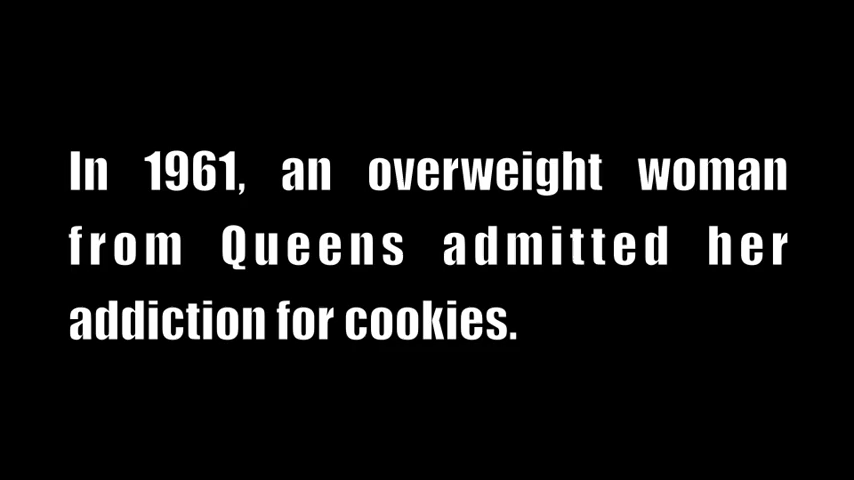 In 1961, an overweight woman
from Queens admitted her
addiction for cookies.